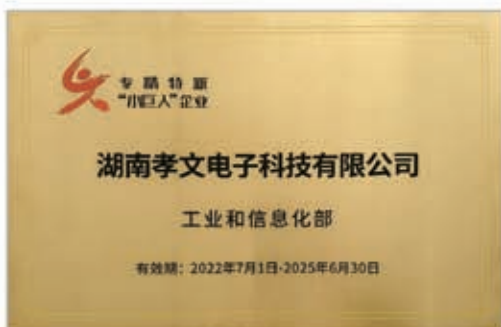 专精特新
“小巨人”企业
湖南孝文电子科技有限公司
工业和信息化部
有效期：2022年7月1日-2025年6月30日